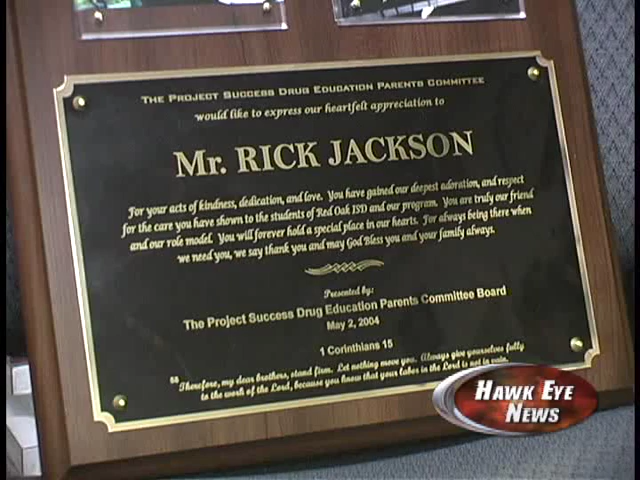 THE PROJECT SUCCESS DRUG EDUCATION PARENTS COMMITTEE
would like to express our heartfelt appreciation to
Mr. RICK JACKSON
For your acts of kindness, dedication, and love. You have gained our deepest adoration, and respect
for the care you have shown to the students of Red Oak ISD and our program. You are truly our friend
and our role model. You will forever hold a special place in our hearts. For always being there when
we need you, we say thank you and may God Bless you and your family always.
Presented by:
The Project Success Drug Education Parents Committee Board
May 2, 2004
1 Corinthians 15
58 Therefore, my dear brothers, stand firm. Let nothing move you. Always give yourselves fully
to the work of the Lord, because you know that your labor in the Lord is not in vain.
HAWK EYE
NEWS